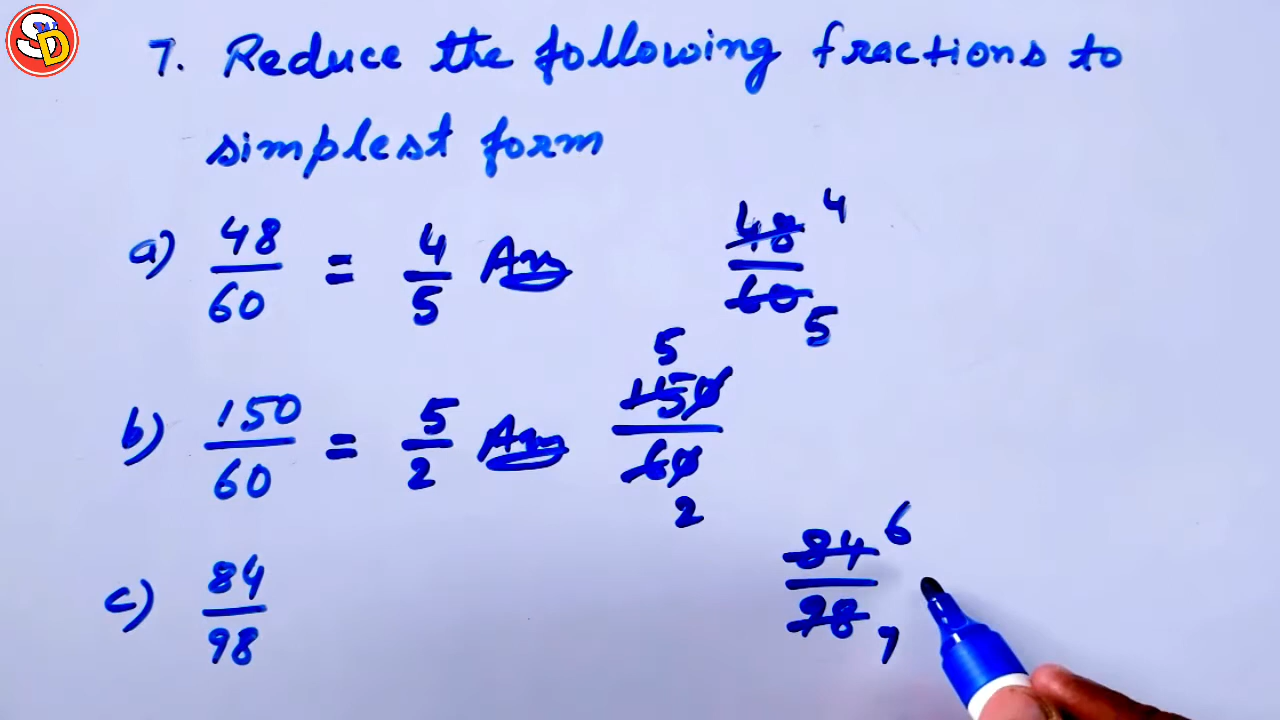 SD
7. Reduce the following fractions to
simplest form
a) 48/60 = 4/5 Ans 48/60 4 5
b) 150/60 = 5/2 Ans 5 150/60 2
c) 84/98 84/98 6 7